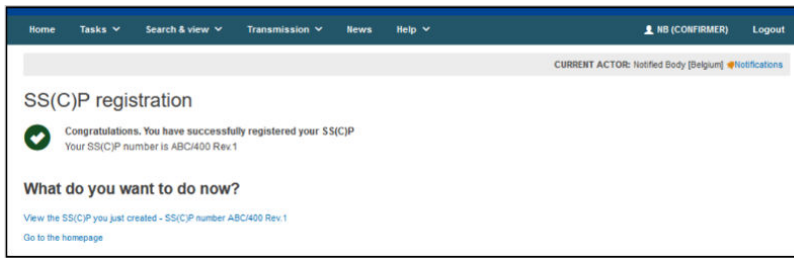 Home Tasks Search & view Transmission News Help NB (CONFIRMER) Logout
CURRENT ACTOR: Notified Body [Belgium] Notifications
SS(C)P registration
Congratulations. You have successfully registered your SS(C)P
Your SS(C)P number is ABC/400 Rev.1
What do you want to do now?
View the SS(C)P you just created - SS(C)P number ABC/400 Rev.1
Go to the homepage